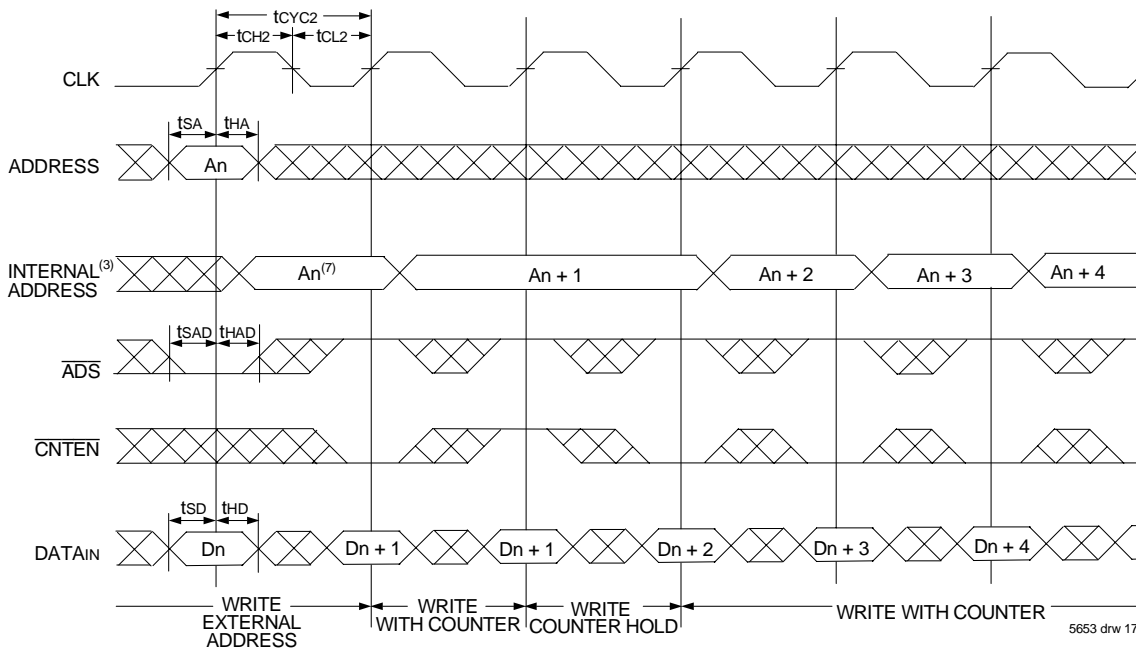 tCYC2
tCH2
tCL2
CLK
tSA
tHA
ADDRESS
An
INTERNAL(3)
ADDRESS
An(7)
An + 1
An + 2
An + 3
An + 4
tSAD
tHAD
ADS
CNTEN
tSD
tHD
DATAIN
Dn
Dn + 1
Dn + 1
Dn + 2
Dn + 3
Dn + 4
WRITE
EXTERNAL
ADDRESS
WRITE
WITH COUNTER
WRITE
COUNTER HOLD
WRITE WITH COUNTER
5653 drw 17